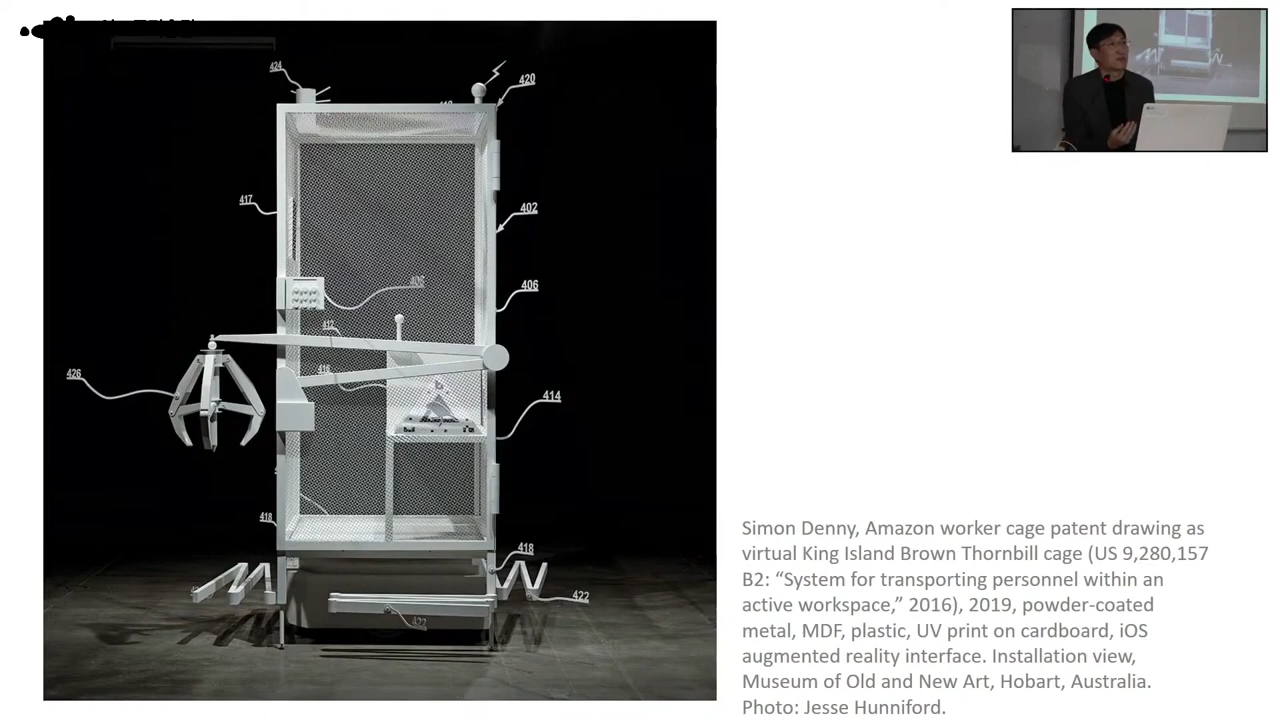 424
420
417
402
406
412
416
426
414
418
418
422
422
Simon Denny, Amazon worker cage patent drawing as
virtual King Island Brown Thornbill cage (US 9,280,157
B2: “System for transporting personnel within an
active workspace,” 2016), 2019, powder-coated
metal, MDF, plastic, UV print on cardboard, iOS
augmented reality interface. Installation view,
Museum of Old and New Art, Hobart, Australia.
Photo: Jesse Hunniford.